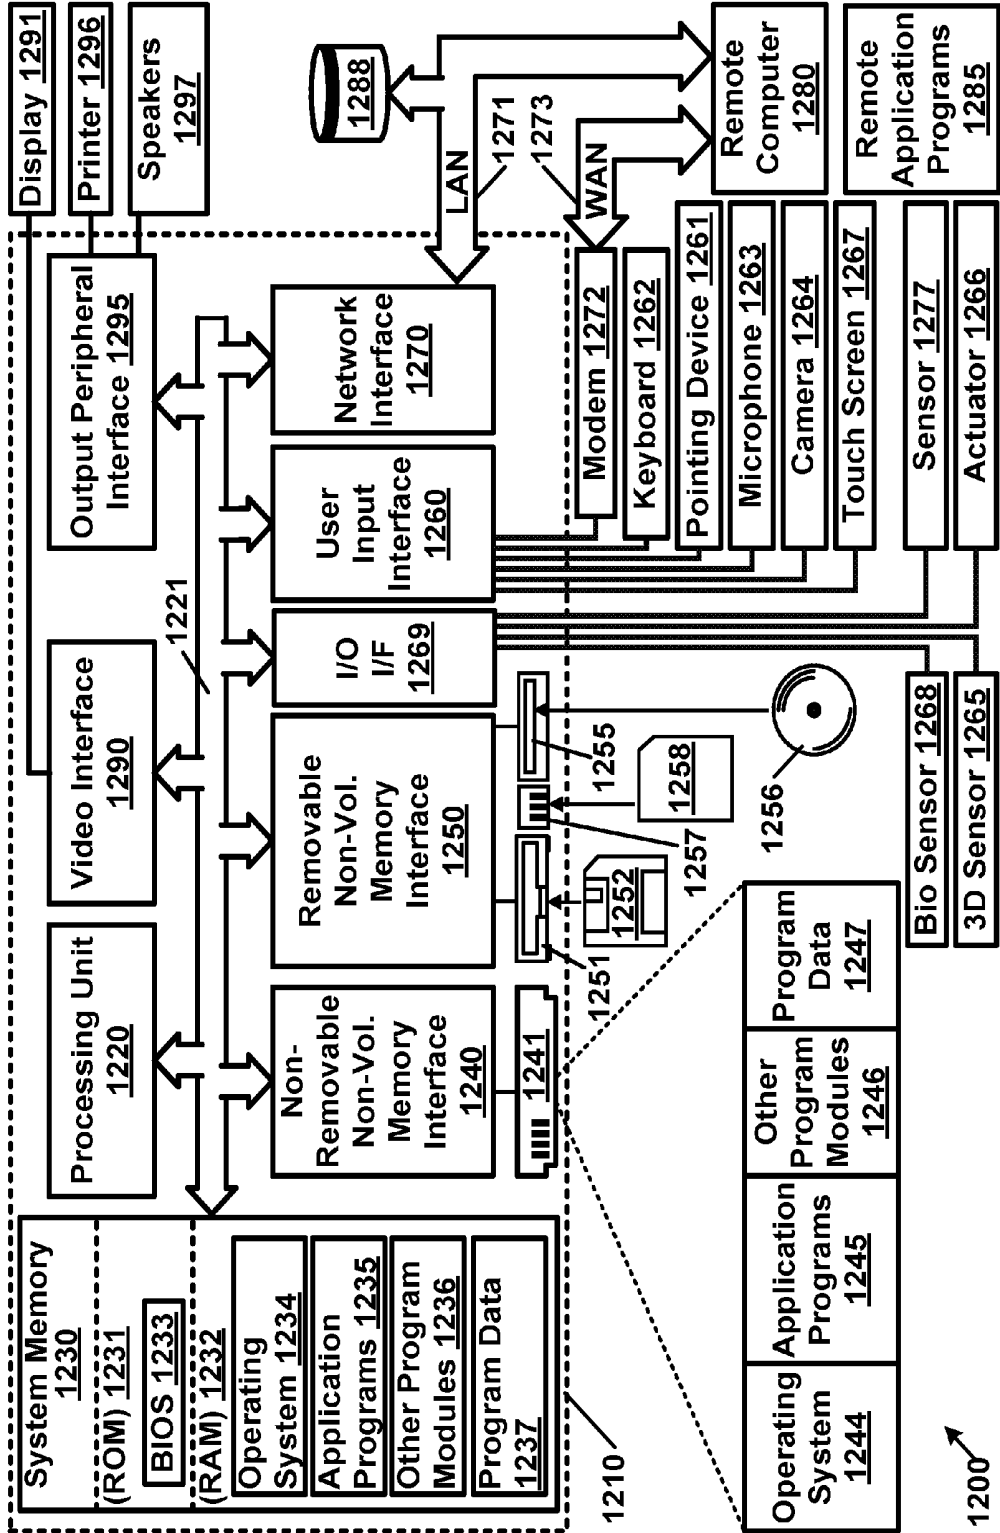 System Memory
1230
(ROM) 1231
BIOS 1233
(RAM) 1232
Operating
System 1234
Application
Programs 1235
Other Program
Modules 1236
Program Data
1237
Processing Unit
1220
Video Interface
1290
Output Peripheral
Interface 1295
Display 1291
Printer 1296
Speakers
1297
1221
Non-
Removable
Non-Vol.
Memory
Interface
1240
Removable
Non-Vol.
Memory
Interface
1250
I/O
I/F
1269
User
Input
Interface
1260
Network
Interface
1270
LAN
1271
1288
1273
WAN
1241
1251
1252
1257
1258
1255
1256
Modem 1272
Keyboard 1262
Pointing Device 1261
Microphone 1263
Camera 1264
Touch Screen 1267
Sensor 1277
Actuator 1266
Bio Sensor 1268
3D Sensor 1265
Remote
Computer
1280
Remote
Application
Programs
1285
1210
Operating
System
1244
Application
Programs
1245
Other
Program
Modules
1246
Program
Data
1247
1200